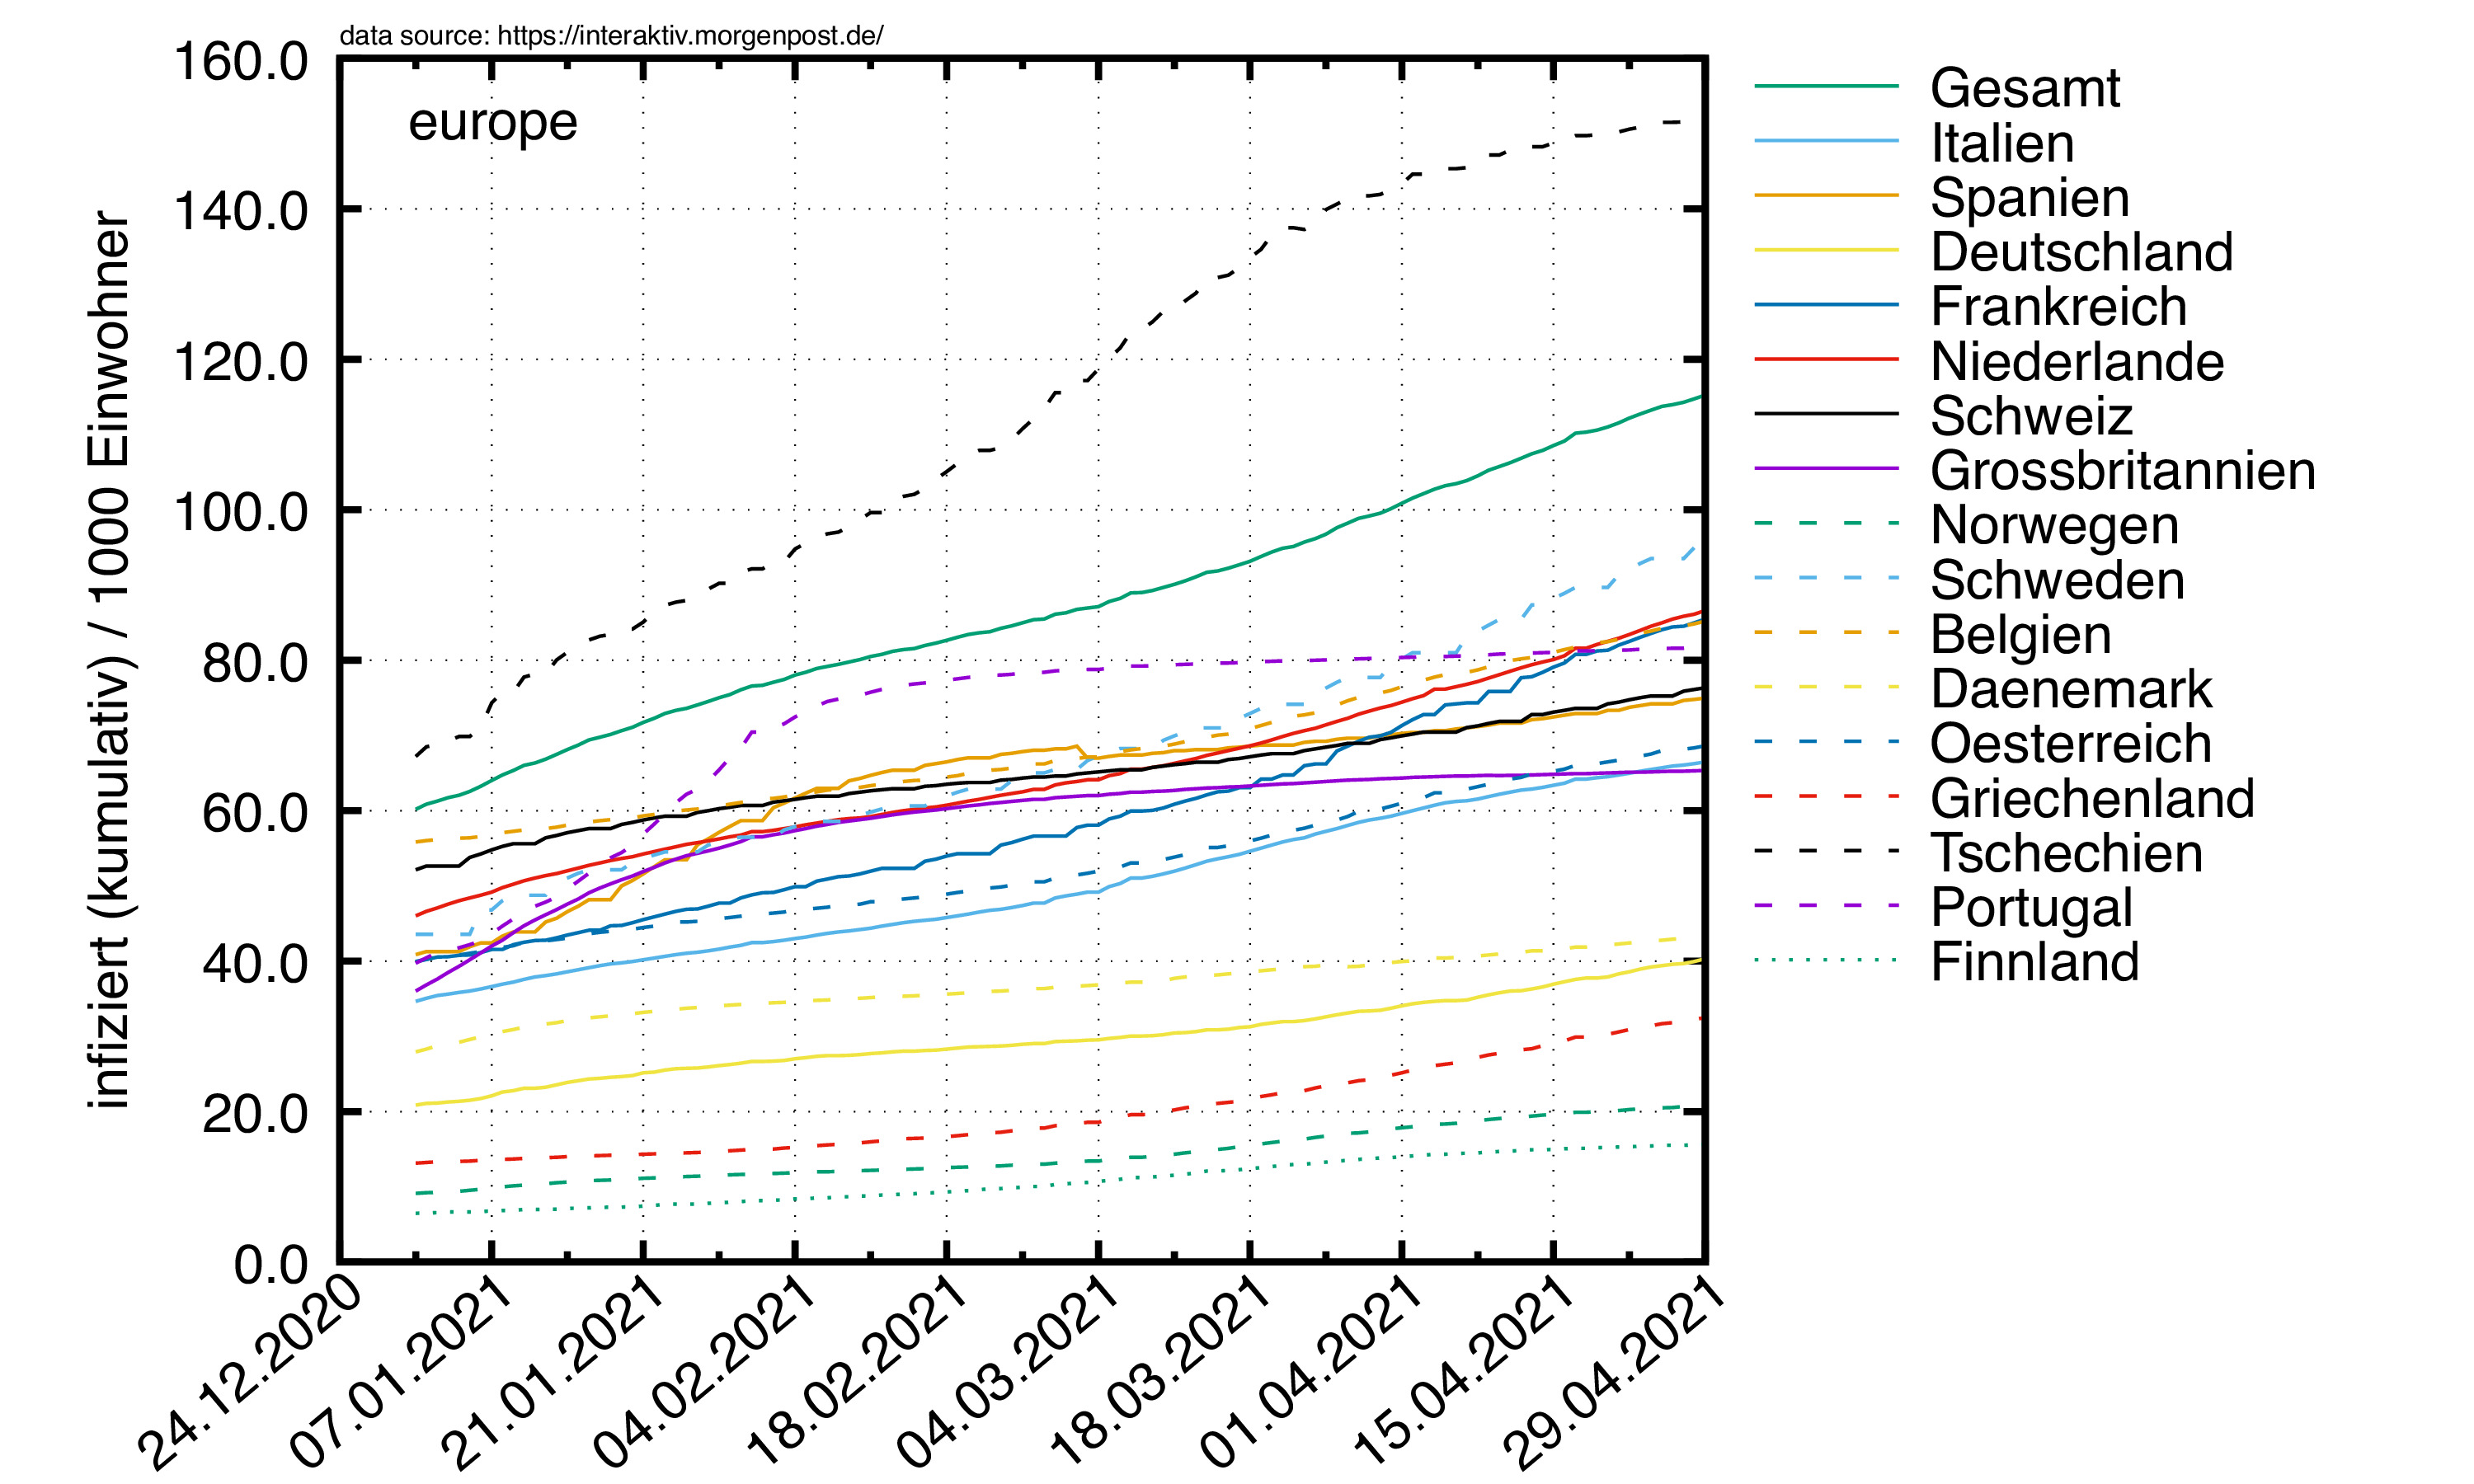 data source: https://interaktiv.morgenpost.de/
europe
infiziert (kumulativ) / 1000 Einwohner
160.0
140.0
120.0
100.0
80.0
60.0
40.0
20.0
0.0
24.12.2020
07.01.2021
21.01.2021
04.02.2021
18.02.2021
04.03.2021
18.03.2021
01.04.2021
15.04.2021
29.04.2021
Gesamt
Italien
Spanien
Deutschland
Frankreich
Niederlande
Schweiz
Grossbritannien
Norwegen
Schweden
Belgien
Daenemark
Oesterreich
Griechenland
Tschechien
Portugal
Finnland